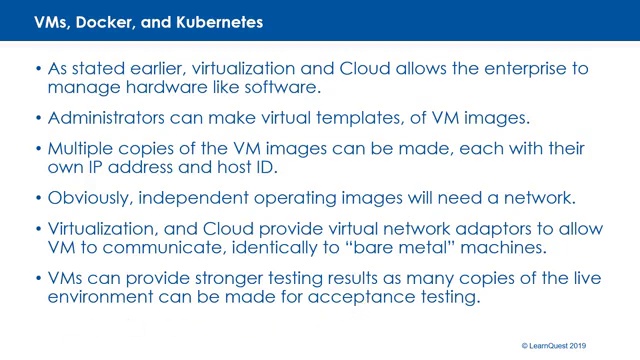 VMs, Docker, and Kubernetes
• As stated earlier, virtualization and Cloud allows the enterprise to
manage hardware like software.
• Administrators can make virtual templates, of VM images.
• Multiple copies of the VM images can be made, each with their
own IP address and host ID.
• Obviously, independent operating images will need a network.
• Virtualization, and Cloud provide virtual network adaptors to allow
VM to communicate, identically to “bare metal” machines.
• VMs can provide stronger testing results as many copies of the live
environment can be made for acceptance testing.
© LearnQuest 2019